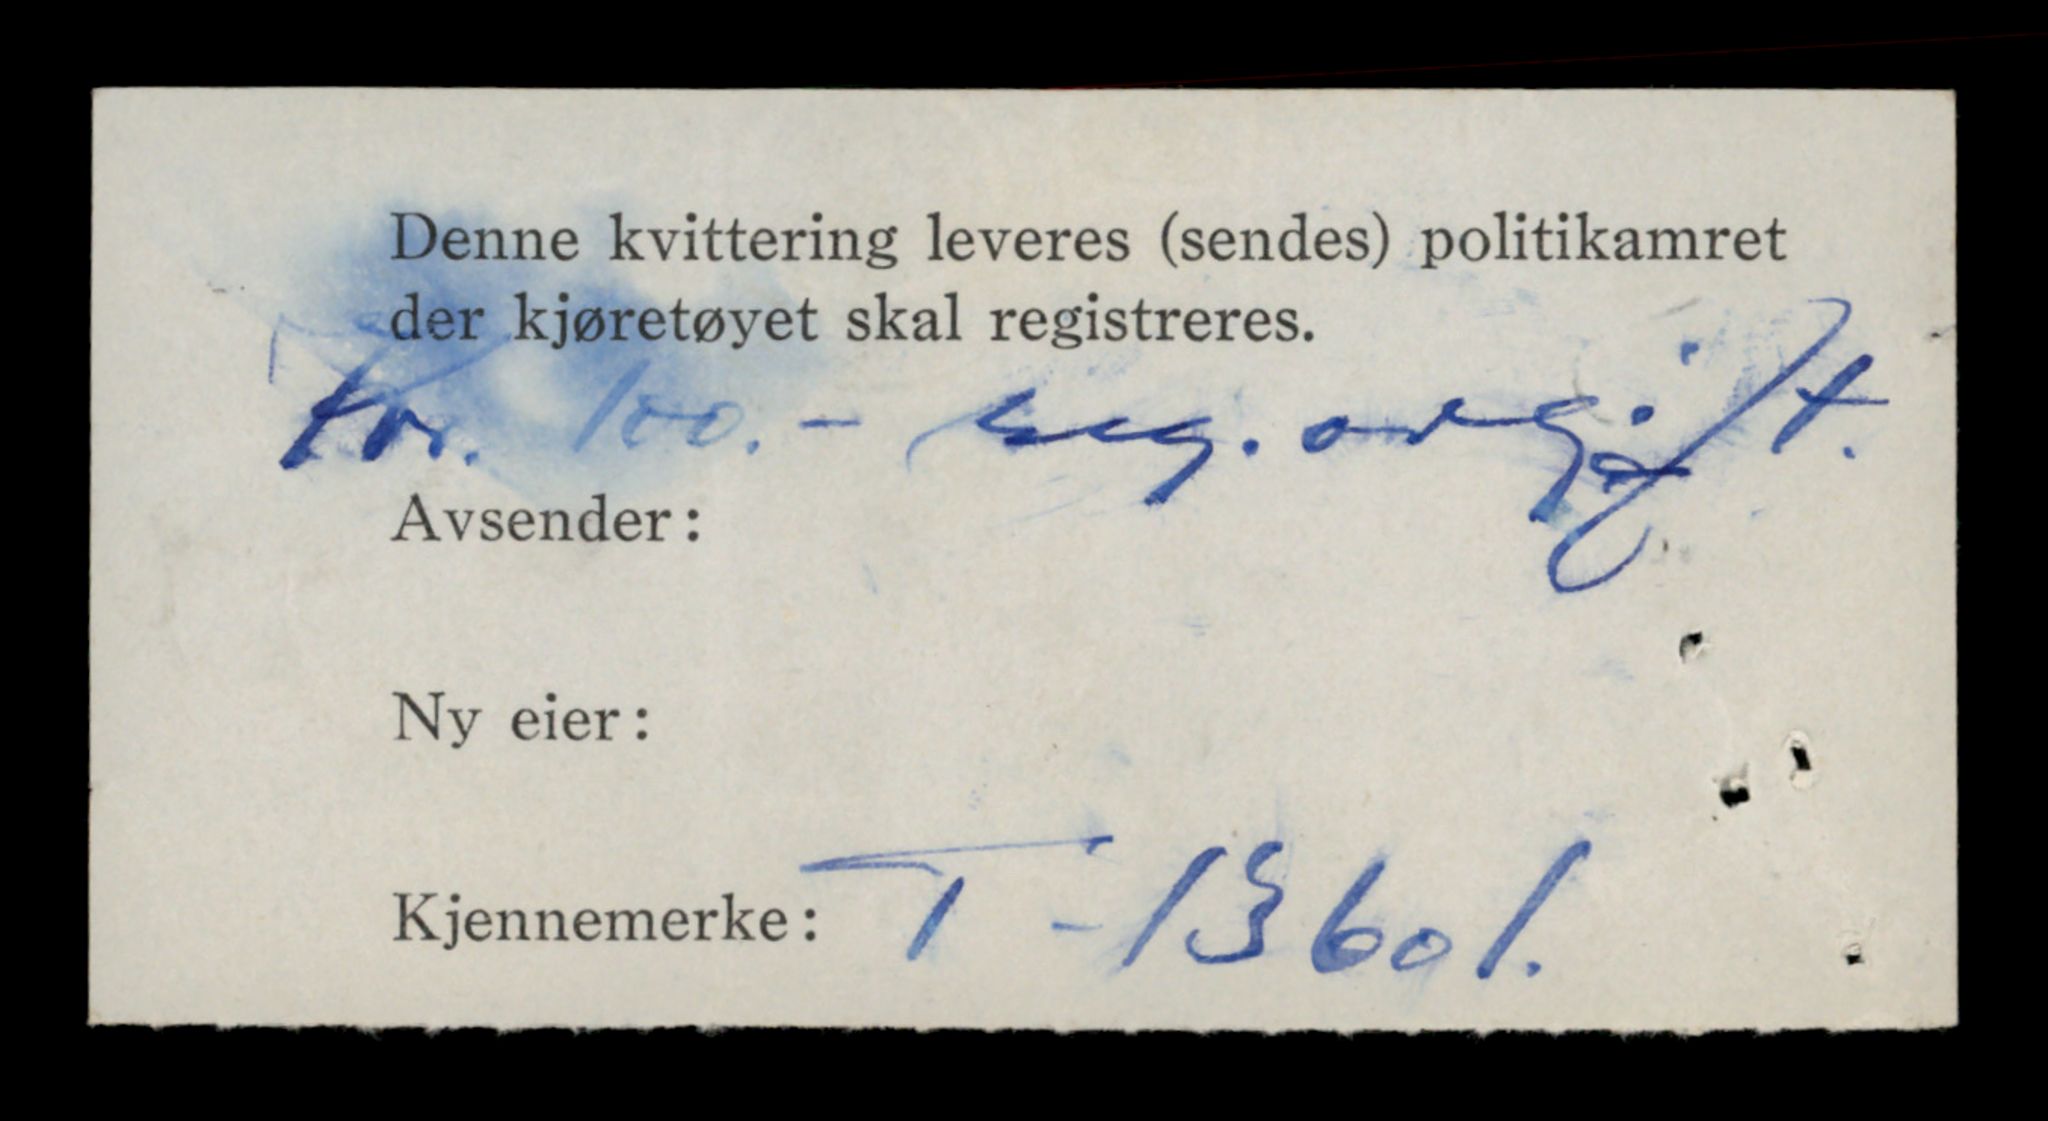 Denne kvittering leveres (sendes) politikamret
der kjøretøyet skal registreres.
Kr. 100.- reg. avgift.
Avsender:
Ny eier:
Kjennemerke: T-13601.